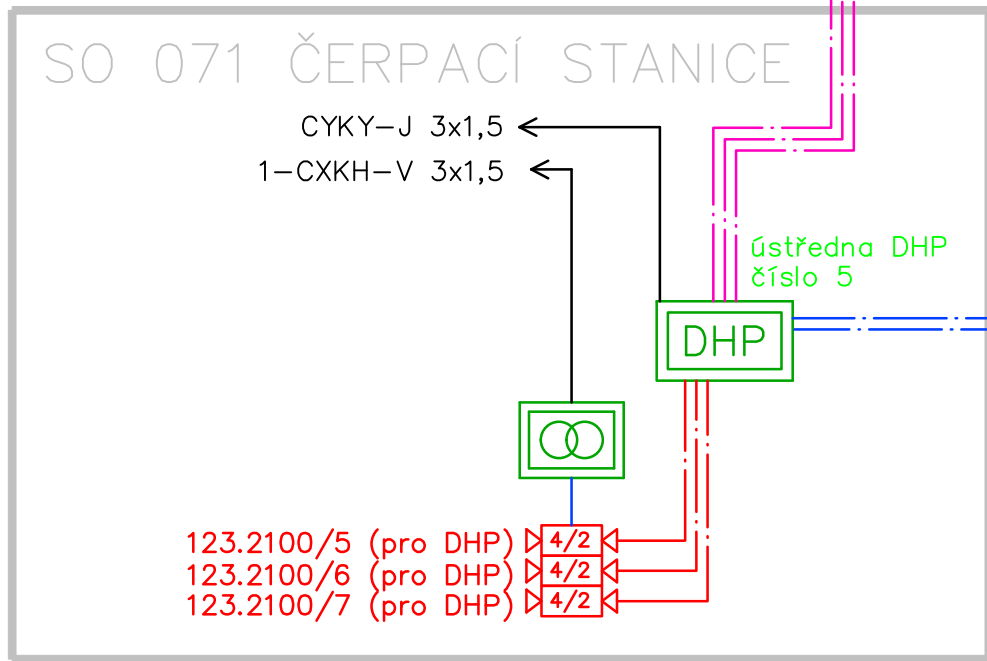 SO 071 ČERPACÍ STANICE
CYKY-J 3x1,5
1-CXKH-V 3x1,5
ústředna DHP
číslo 5
DHP
123.2100/5 (pro DHP) 4/2
123.2100/6 (pro DHP) 4/2
123.2100/7 (pro DHP) 4/2